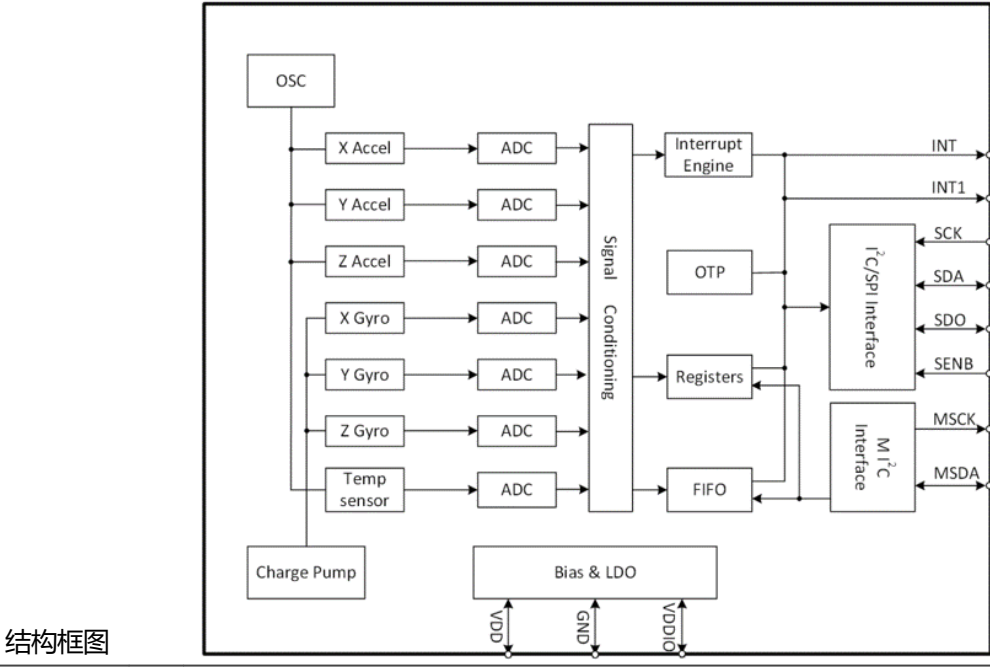 OSC
X Accel
ADC
Interrupt
Engine
INT
INT1
Y Accel
ADC
SCK
Z Accel
ADC
OTP
SDA
X Gyro
ADC
SDO
Signal Conditioning
I²C/SPI Interface
Y Gyro
ADC
Registers
SENB
Z Gyro
ADC
MSCK
M I²C
Interface
Temp
sensor
ADC
FIFO
MSDA
Charge Pump
Bias & LDO
VDD
GND
VDDIO
结构框图